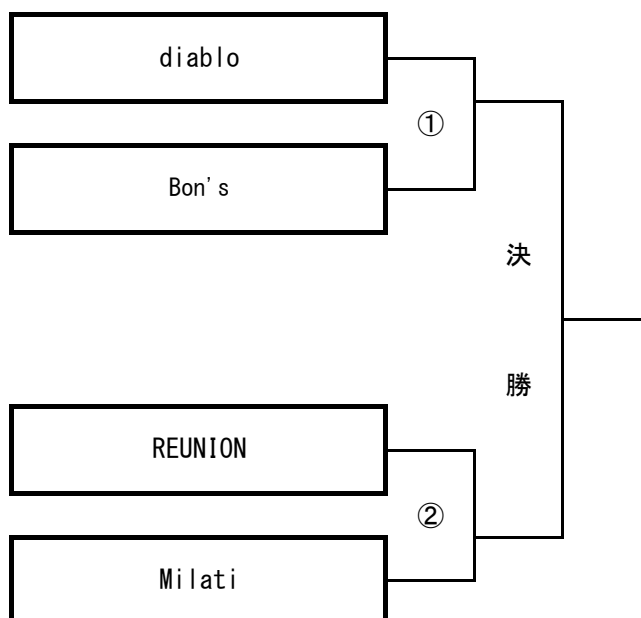 diablo
①
Bon's
決
勝
REUNION
②
Milati